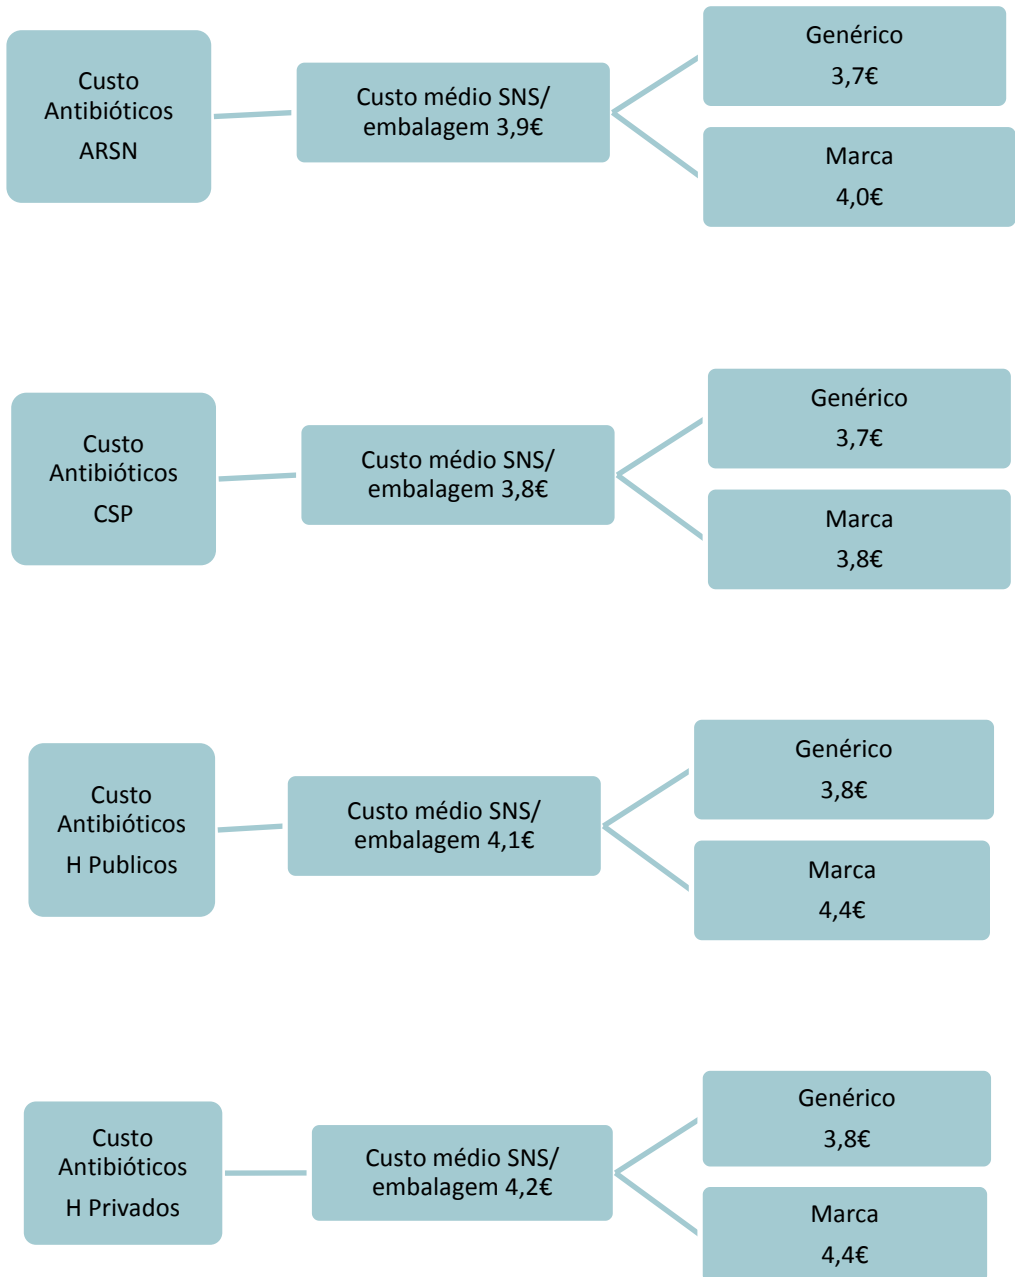 Custo
Antibióticos
ARSN
Custo médio SNS/
embalagem 3,9€
Genérico
3,7€
Marca
4,0€
Custo
Antibióticos
CSP
Custo médio SNS/
embalagem 3,8€
Genérico
3,7€
Marca
3,8€
Custo
Antibióticos
H Publicos
Custo médio SNS/
embalagem 4,1€
Genérico
3,8€
Marca
4,4€
Custo
Antibióticos
H Privados
Custo médio SNS/
embalagem 4,2€
Genérico
3,8€
Marca
4,4€